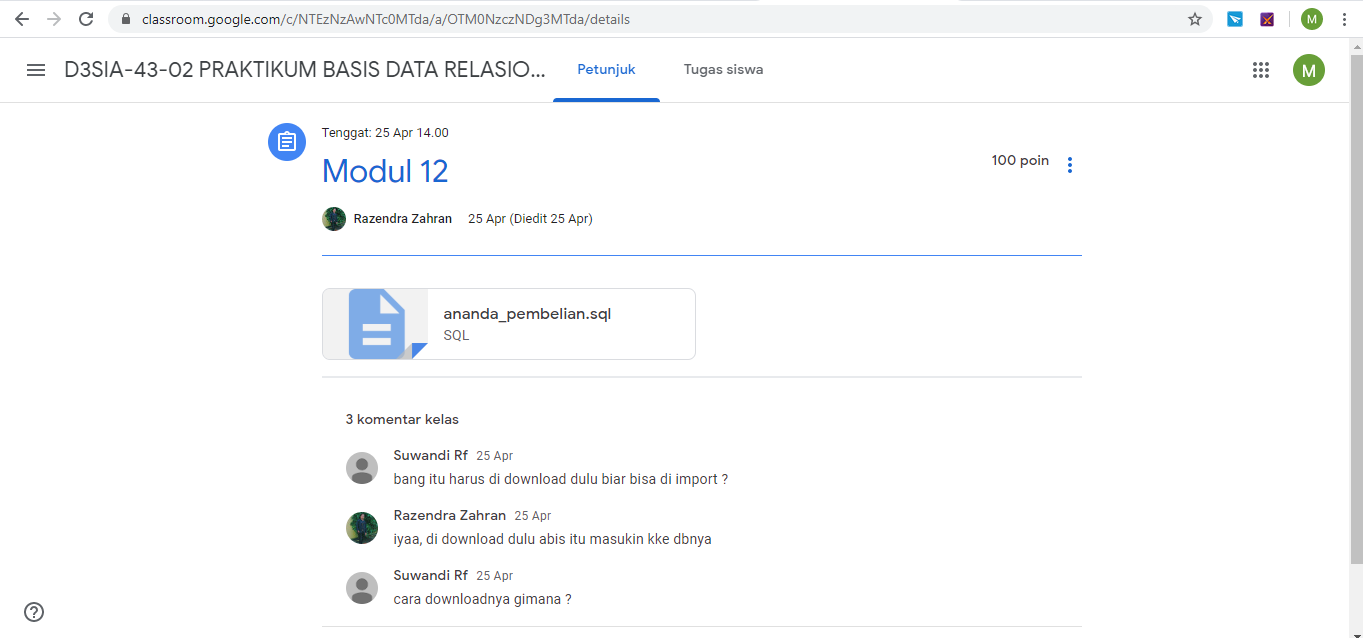 classroom.google.com/c/NTEzNzAwNTc0MTda/a/OTM0NzczNDg3MTda/details
M
D3SIA-43-02 PRAKTIKUM BASIS DATA RELASIO...
Petunjuk
Tugas siswa
M
Tenggat: 25 Apr 14.00
Modul 12
100 poin
Razendra Zahran 25 Apr (Diedit 25 Apr)
ananda_pembelian.sql
SQL
3 komentar kelas
Suwandi Rf 25 Apr
bang itu harus di download dulu biar bisa di import ?
Razendra Zahran 25 Apr
iyaa, di download dulu abis itu masukin kke dbnya
Suwandi Rf 25 Apr
cara downloadnya gimana ?